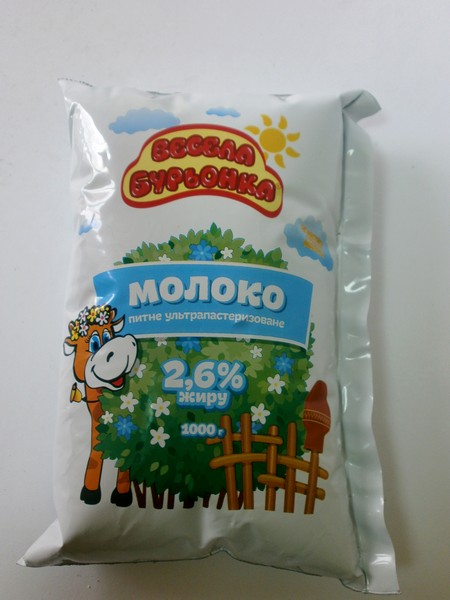 ВЕСЕЛА
БУРЬОНКА
МОЛОКО
питне ультрапастеризоване
2,6%
жиру
1000 г